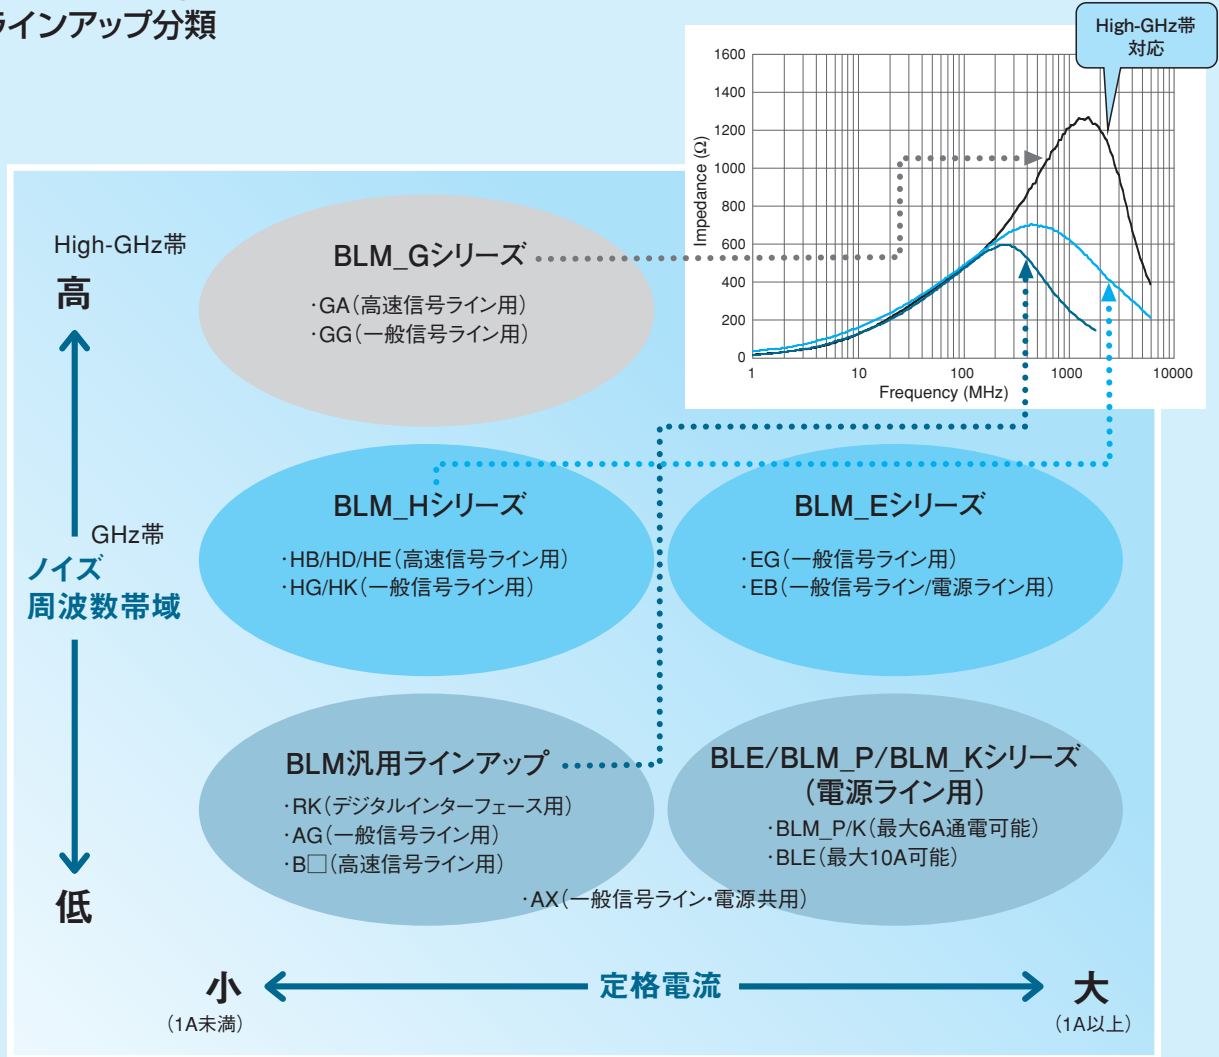 ラインアップ分類
High-GHz帯
対応
1600
1400
1200
1000
800
600
400
200
0
Impedance (Ω)
1
10
100
1000
10000
Frequency (MHz)
High-GHz帯
高
GHz帯
ノイズ
周波数帯域
低
BLM_Gシリーズ
・GA（高速信号ライン用）
・GG（一般信号ライン用）
BLM_Hシリーズ
・HB/HD/HE（高速信号ライン用）
・HG/HK（一般信号ライン用）
BLM_Eシリーズ
・EG（一般信号ライン用）
・EB（一般信号ライン/電源ライン用）
BLM汎用ラインアップ
・RK（デジタルインターフェース用）
・AG（一般信号ライン用）
・B□（高速信号ライン用）
BLE/BLM_P/BLM_Kシリーズ
（電源ライン用）
・BLM_P/K（最大6A通電可能）
・BLE（最大10A可能）
・AX（一般信号ライン・電源共用）
小
（1A未満）
定格電流
大
（1A以上）